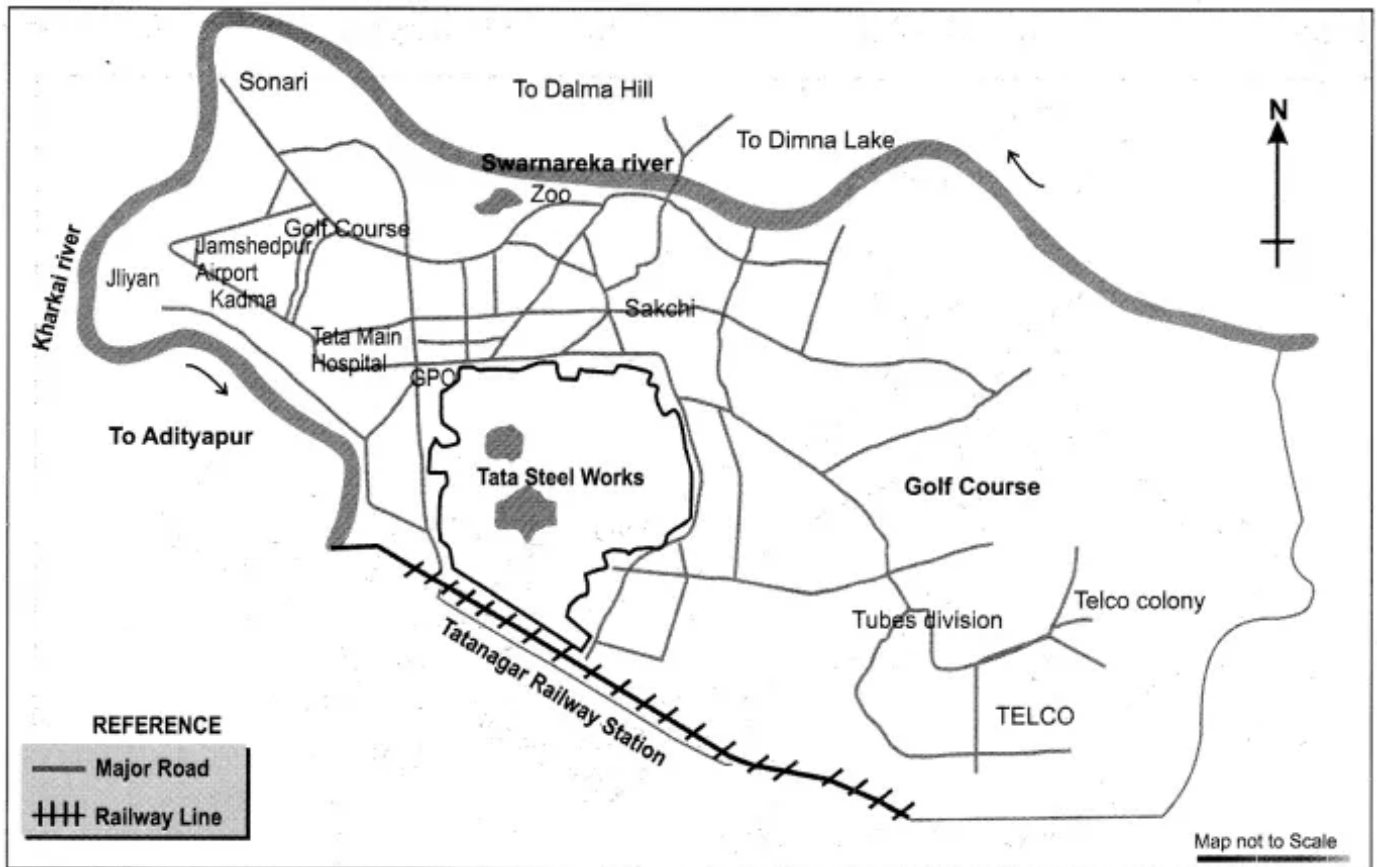 Sonari
To Dalma Hill
N
To Dimna Lake
Swarnareka river
Zoo
Golf Course
Jamshedpur
Airport
Jliyan
Kadma
Kharkai river
Sakchi
Tata Main
Hospital
GPO
To Adityapur
Tata Steel Works
Golf Course
Telco colony
Tubes division
Tatanagar Railway Station
TELCO
REFERENCE
Major Road
Railway Line
Map not to Scale